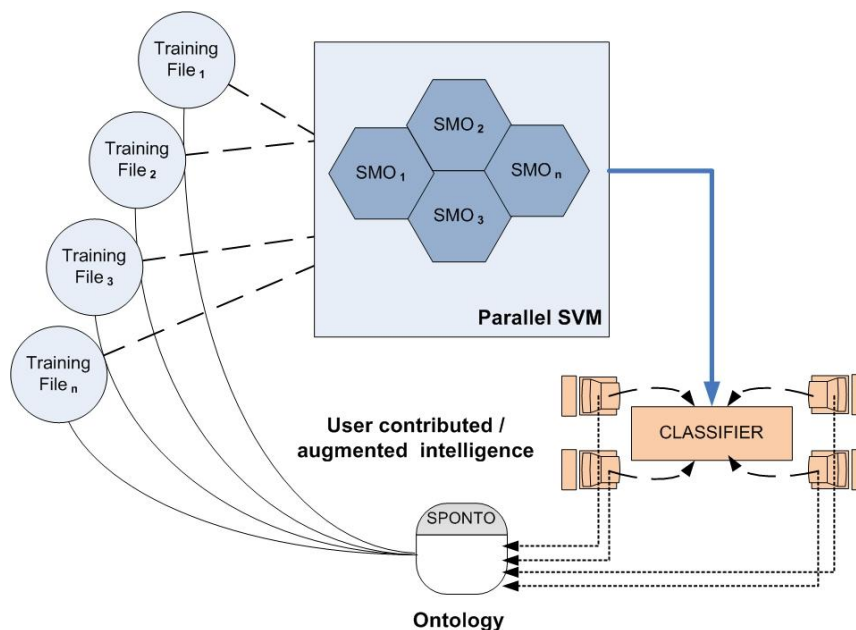 Training
File 1
Training
File 2
Training
File 3
Training
File n
SMO 1
SMO 2
SMO 3
SMO n
Parallel SVM
User contributed /
augmented intelligence
CLASSIFIER
SPONTO
Ontology